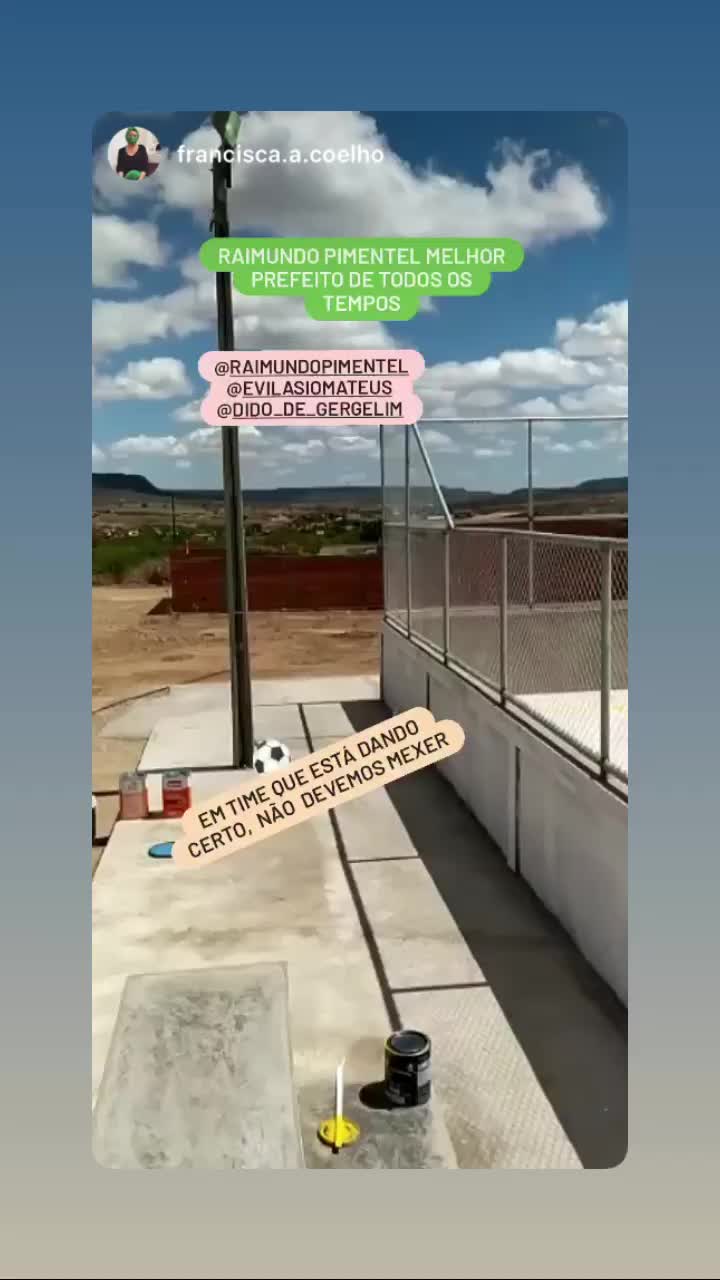 francisca.a.coelho
RAIMUNDO PIMENTEL MELHOR
PREFEITO DE TODOS OS
TEMPOS
@RAIMUNDOPIMENTEL
@EVILASIOMATEUS
@DIDO_DE_GERGELIM
EM TIME QUE ESTÁ DANDO
CERTO, NÃO DEVEMOS MEXER